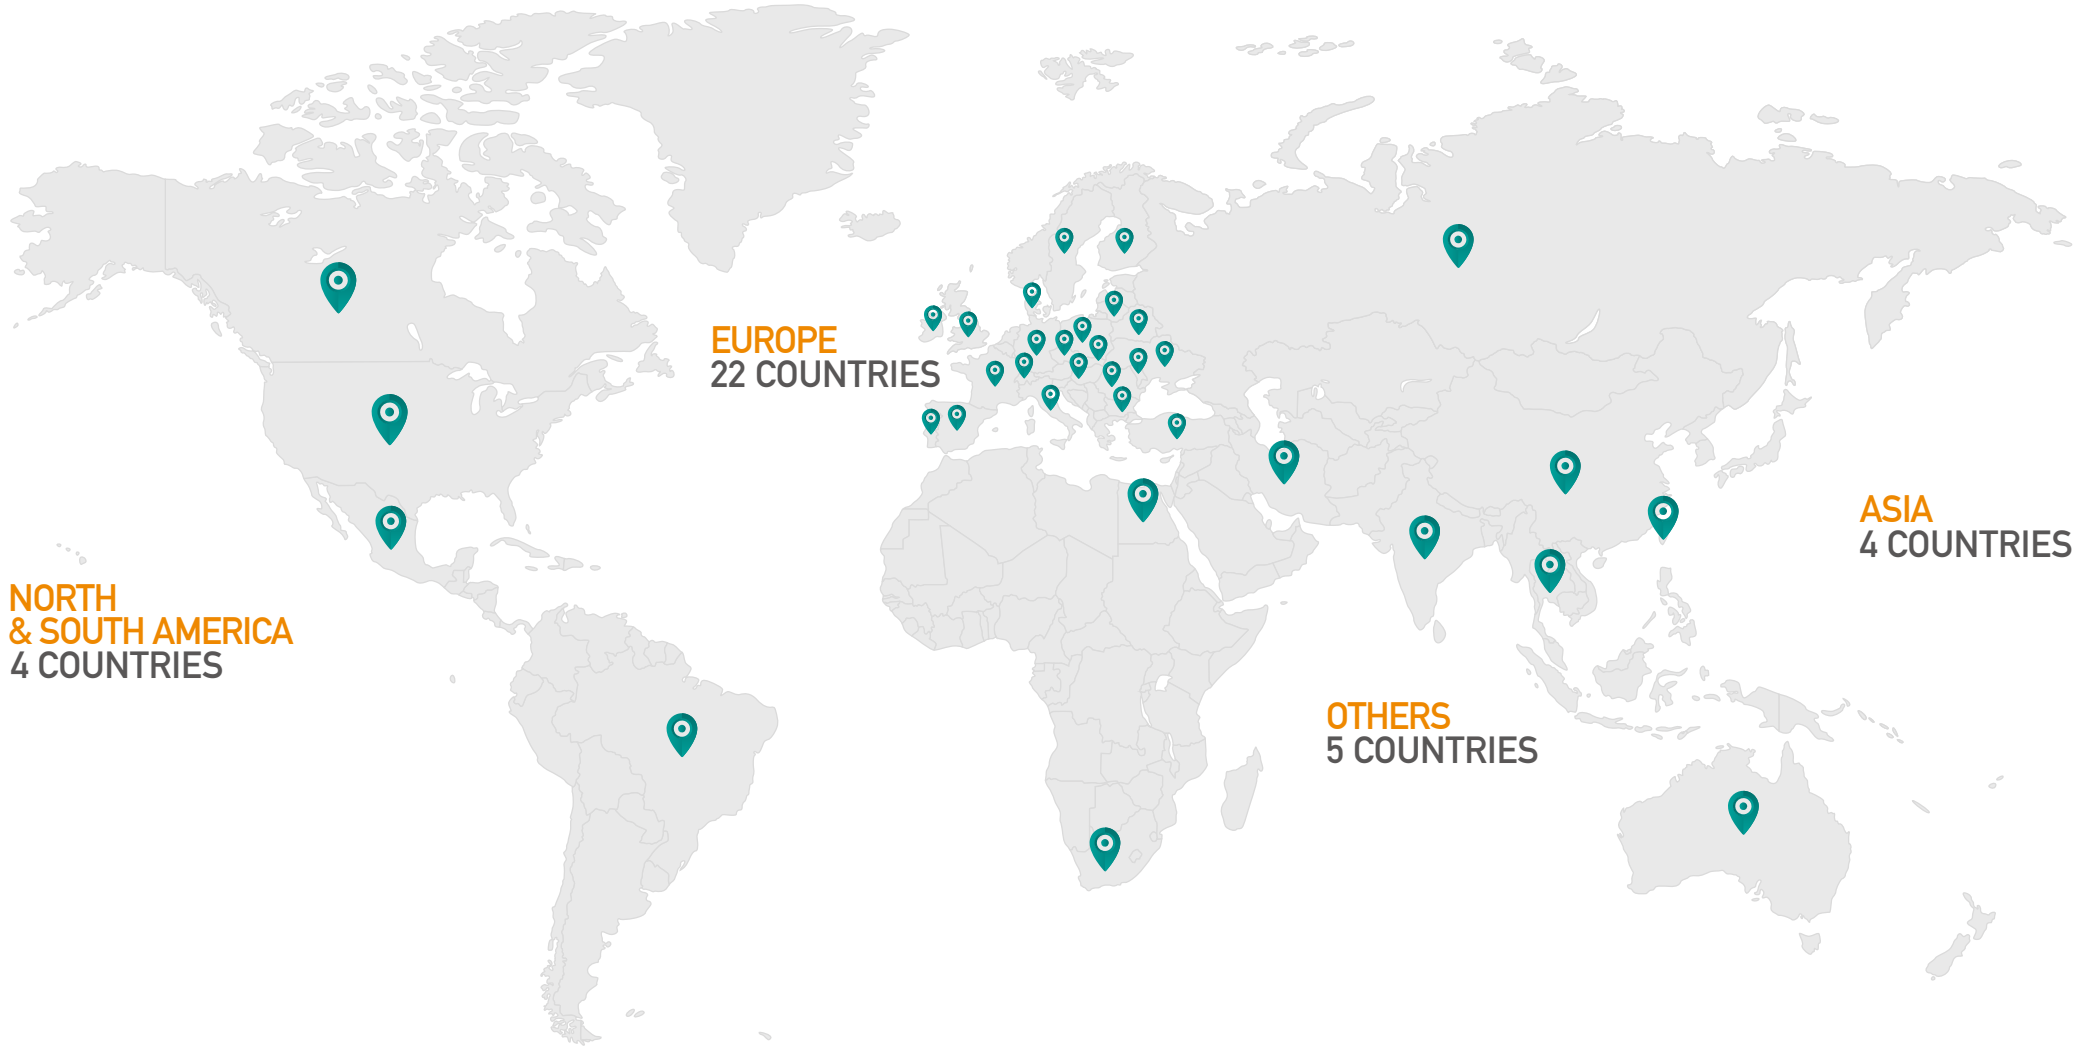 EUROPE
22 COUNTRIES
ASIA
4 COUNTRIES
NORTH
& SOUTH AMERICA
4 COUNTRIES
OTHERS
5 COUNTRIES